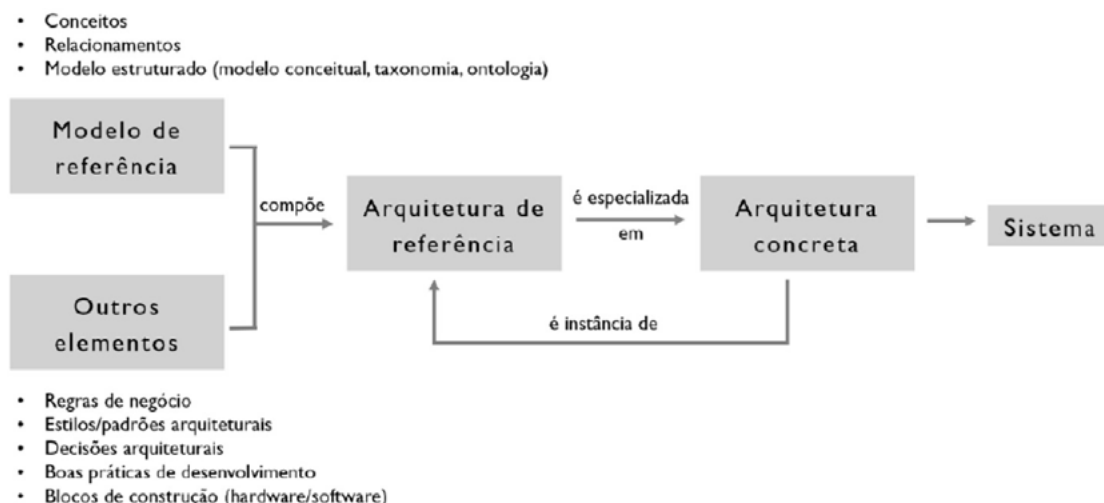 • Conceitos
• Relacionamentos
• Modelo estruturado (modelo conceitual, taxonomia, ontologia)
Modelo de
referência
compõe
Arquitetura de
referência
é especializada
em
Arquitetura
concreta
Sistema
Outros
elementos
é instância de
• Regras de negócio
• Estilos/padrões arquiteturais
• Decisões arquiteturais
• Boas práticas de desenvolvimento
• Blocos de construção (hardware/software)